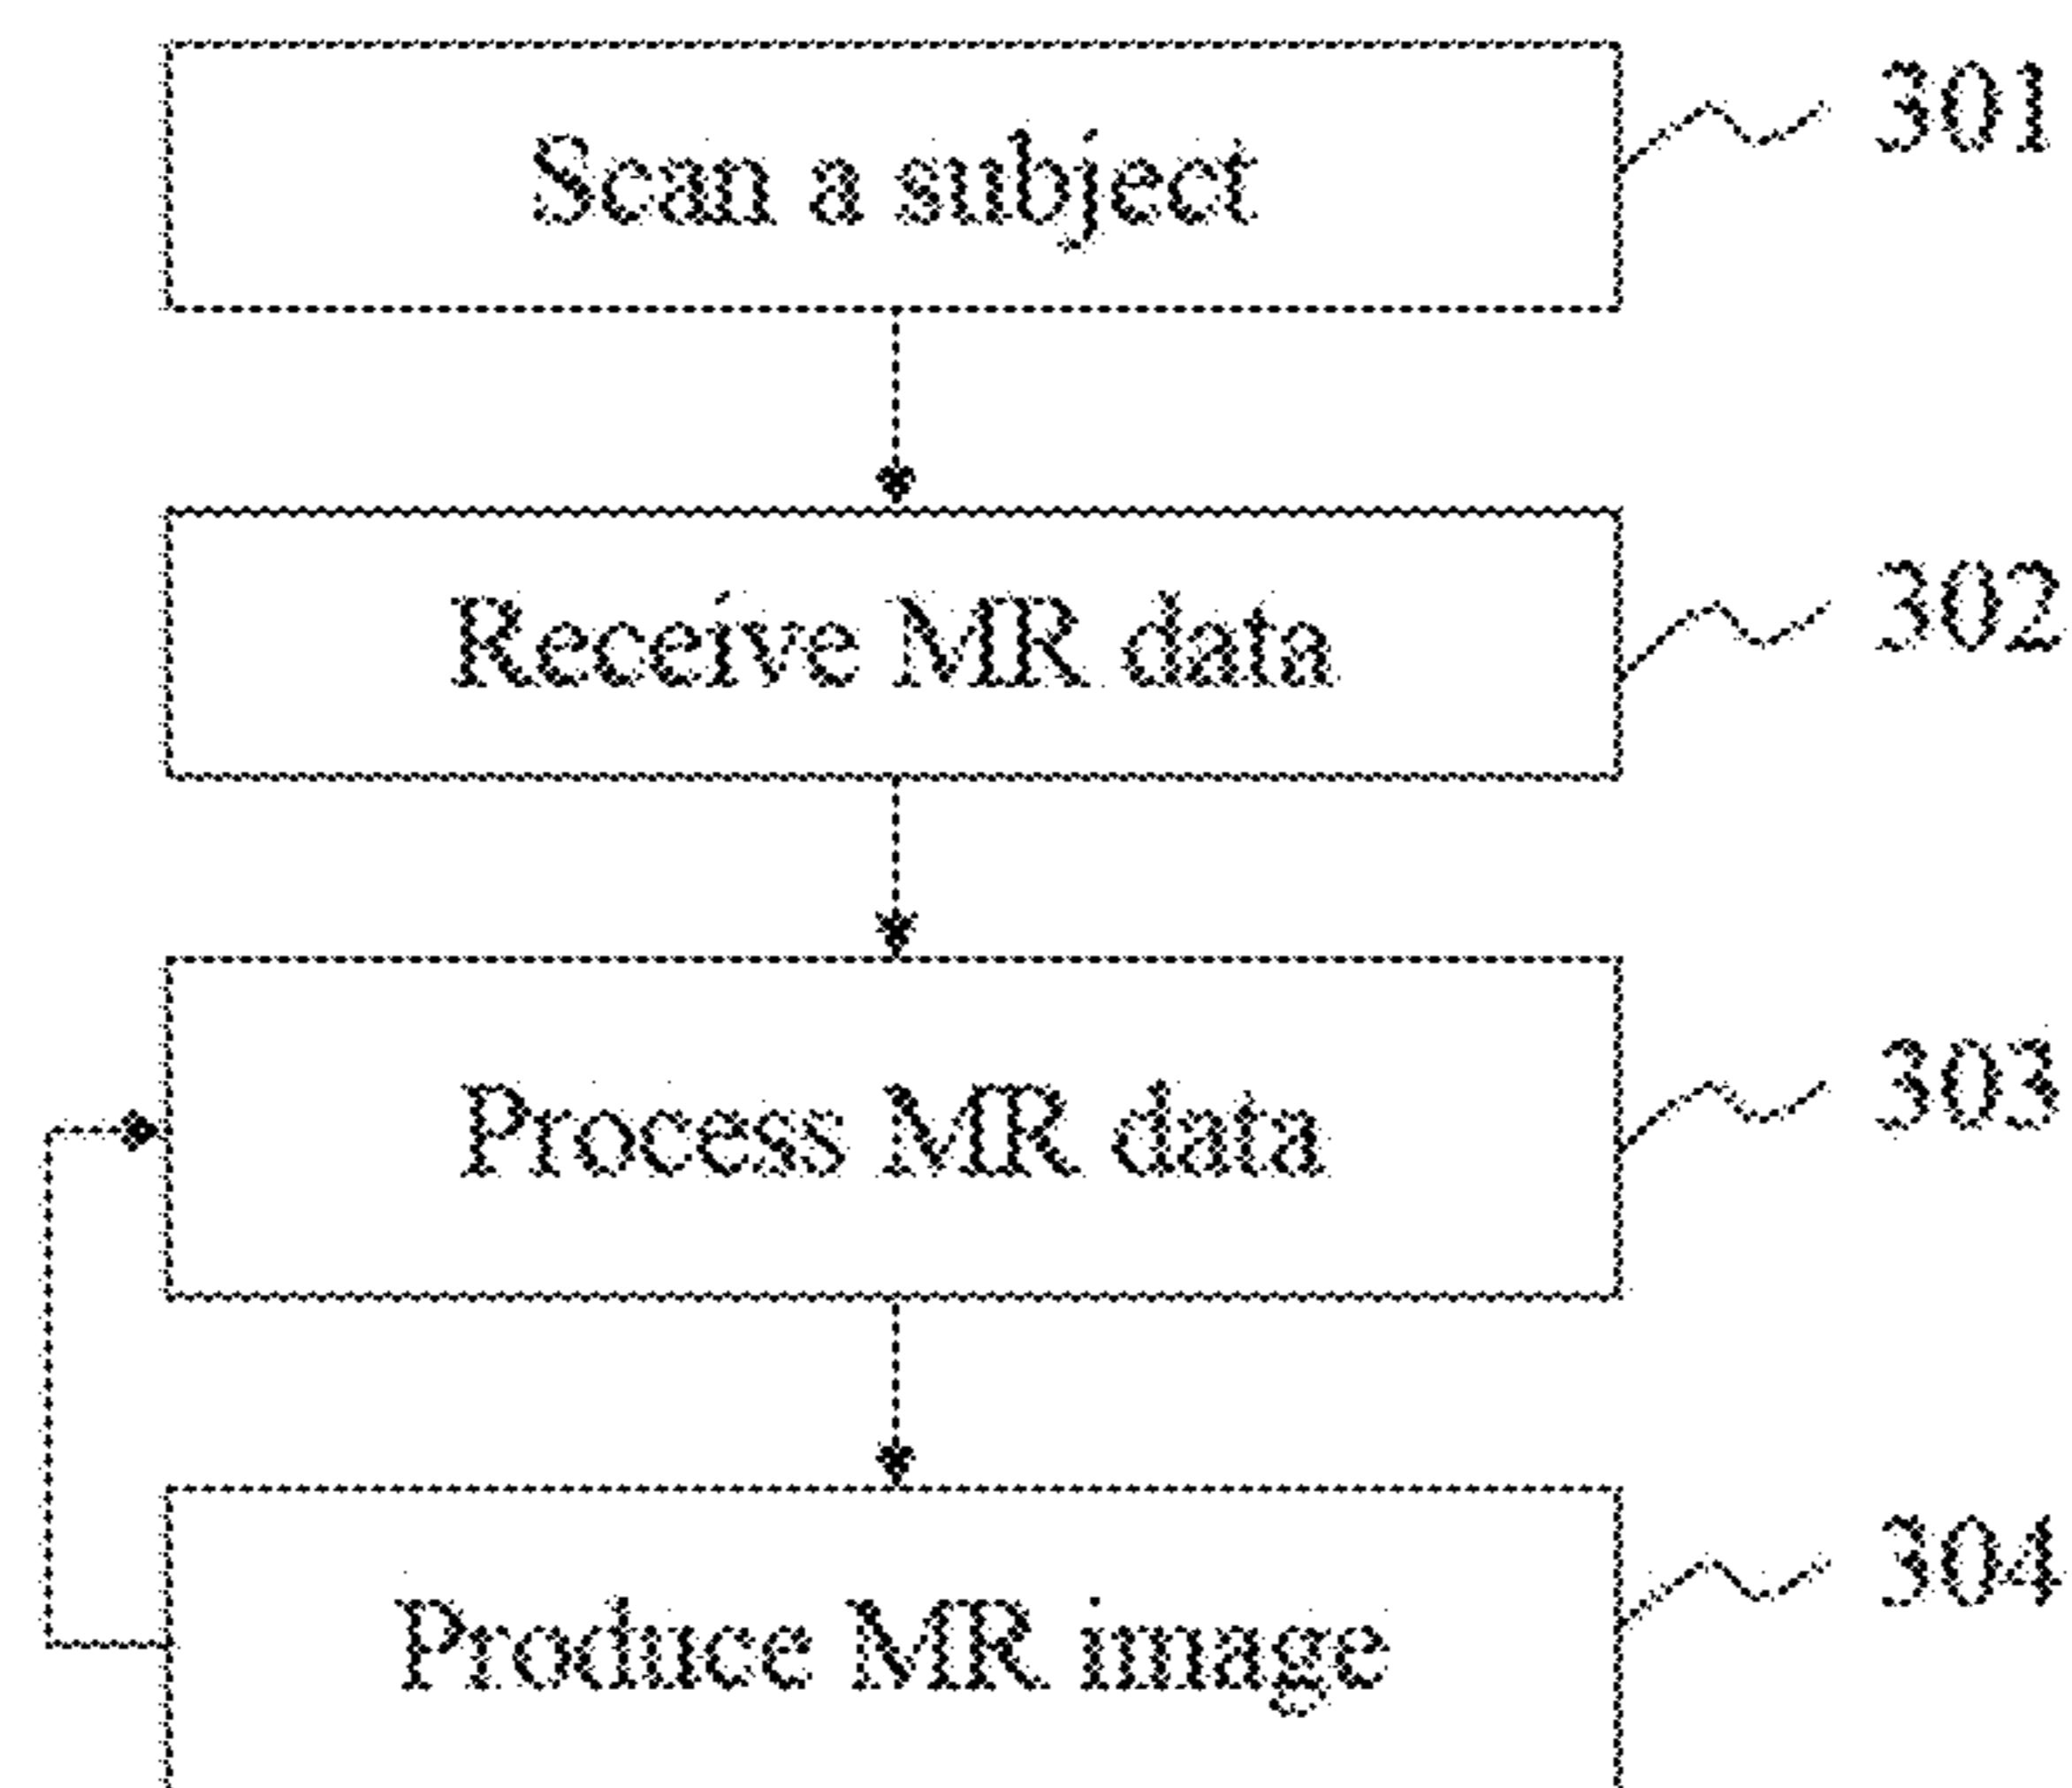 Scan a subject 301
Receive MR data 302
Process MR data 303
Produce MR image 304